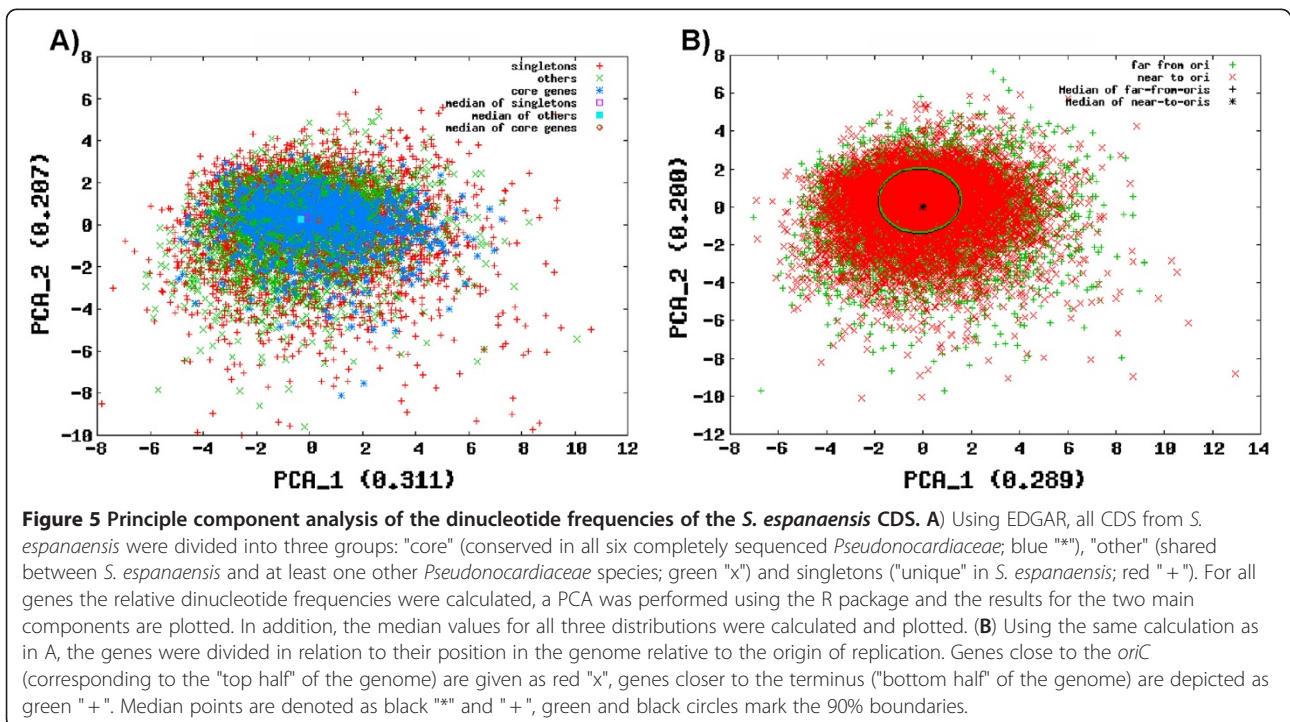 A)
singletons
others
core genes
median of singletons
median of others
median of core genes
8
6
4
2
0
-2
-4
-6
-8
-10
PCA_2 (0.207)
-8 -6 -4 -2 0 2 4 6 8 10 12
PCA_1 (0.311)
B)
far from ori
near to ori
Median of far-from-oris
Median of near-to-oris
8
6
4
2
0
-2
-4
-6
-8
-10
-12
PCA_2 (0.200)
-8 -6 -4 -2 0 2 4 6 8 10 12 14
PCA_1 (0.289)
Figure 5 Principle component analysis of the dinucleotide frequencies of the S. espanaensis CDS. A) Using EDGAR, all CDS from S.
espanaensis were divided into three groups: "core" (conserved in all six completely sequenced Pseudonocardiaceae; blue "*"), "other" (shared
between S. espanaensis and at least one other Pseudonocardiaceae species; green "x") and singletons ("unique" in S. espanaensis; red "+"). For all
genes the relative dinucleotide frequencies were calculated, a PCA was performed using the R package and the results for the two main
components are plotted. In addition, the median values for all three distributions were calculated and plotted. (B) Using the same calculation as
in A, the genes were divided in relation to their position in the genome relative to the origin of replication. Genes close to the oriC
(corresponding to the "top half" of the genome) are given as red "x", genes closer to the terminus ("bottom half" of the genome) are depicted as
green "+". Median points are denoted as black "*" and "+", green and black circles mark the 90% boundaries.